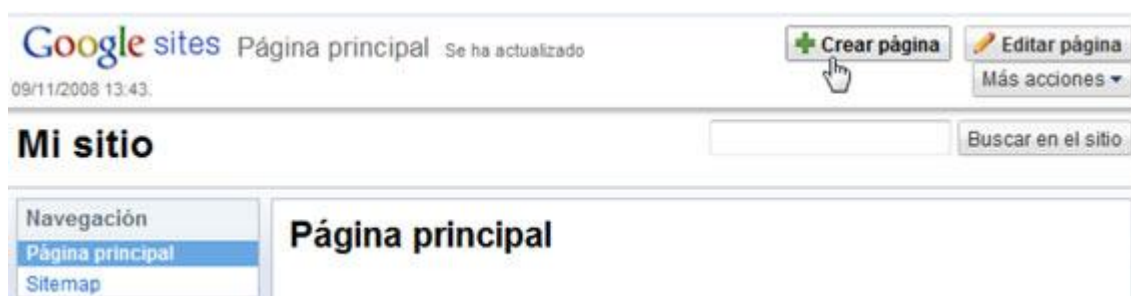 Google sites Página principal Se ha actualizado
09/11/2008 13:43.
Crear página
Editar página
Más acciones
Mi sitio
Buscar en el sitio
Navegación
Página principal
Sitemap
Página principal